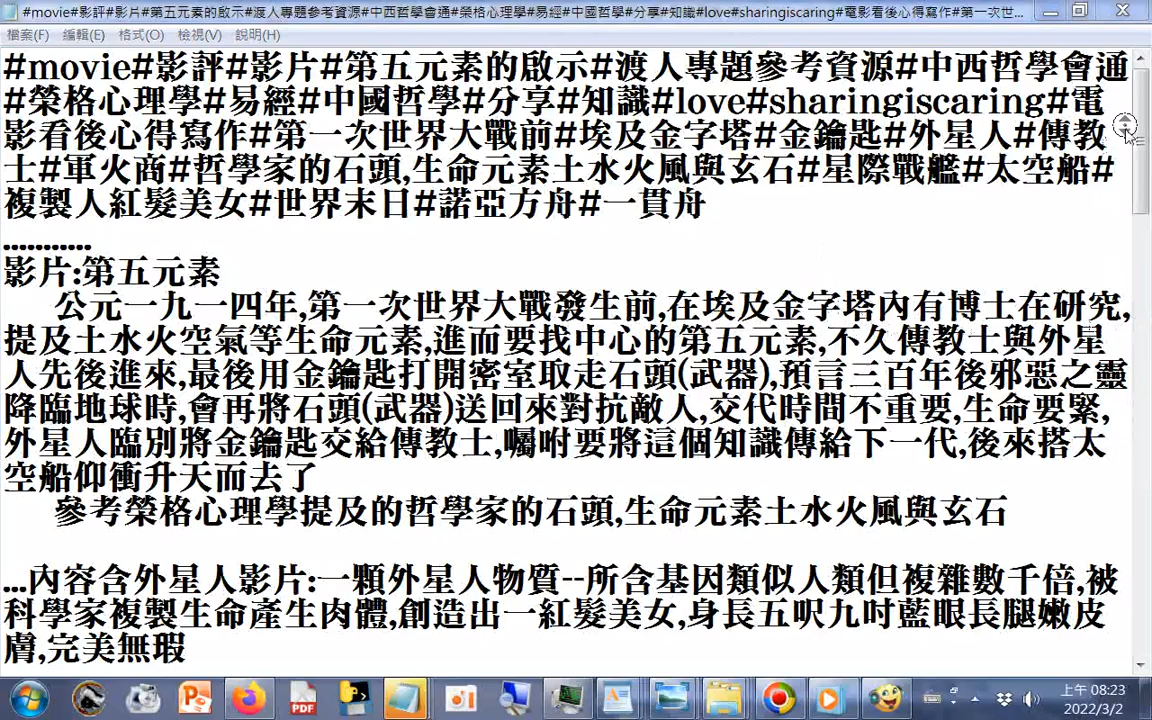 #movie#影評#影片#第五元素的啟示#渡人專題參考資源#中西哲學會通#榮格心理學#易經#中國哲學#分享#知識#love#sharingiscaring#電影看後心得寫作#第一次世...
檔案(F) 編輯(E) 格式(O) 檢視(V) 說明(H)
#movie#影評#影片#第五元素的啟示#渡人專題參考資源#中西哲學會通
#榮格心理學#易經#中國哲學#分享#知識#love#sharingiscaring#電
影看後心得寫作#第一次世界大戰前#埃及金字塔#金鑰匙#外星人#傳教
士#軍火商#哲學家的石頭,生命元素土水火風與玄石#星際戰艦#太空船#
複製人紅髮美女#世界末日#諾亞方舟#一貫舟
...........
影片:第五元素
公元一九一四年,第一次世界大戰發生前,在埃及金字塔內有博士在研究,
提及土水火空氣等生命元素,進而要找中心的第五元素,不久傳教士與外星
人先後進來,最後用金鑰匙打開密室取走石頭(武器),預言三百年後邪惡之靈
降臨地球時,會再將石頭(武器)送回來對抗敵人,交代時間不重要,生命要緊,
外星人臨別將金鑰匙交給傳教士,囑咐要將這個知識傳給下一代,後來搭太
空船仰衝升天而去了
參考榮格心理學提及的哲學家的石頭,生命元素土水火風與玄石
...內容含外星人影片:一顆外星人物質--所含基因類似人類但複雜數千倍,被
科學家複製生命產生肉體,創造出一紅髮美女,身長五呎九吋藍眼長腿嫩皮
膚,完美無瑕
PDF
上午 08:23
2022/3/2